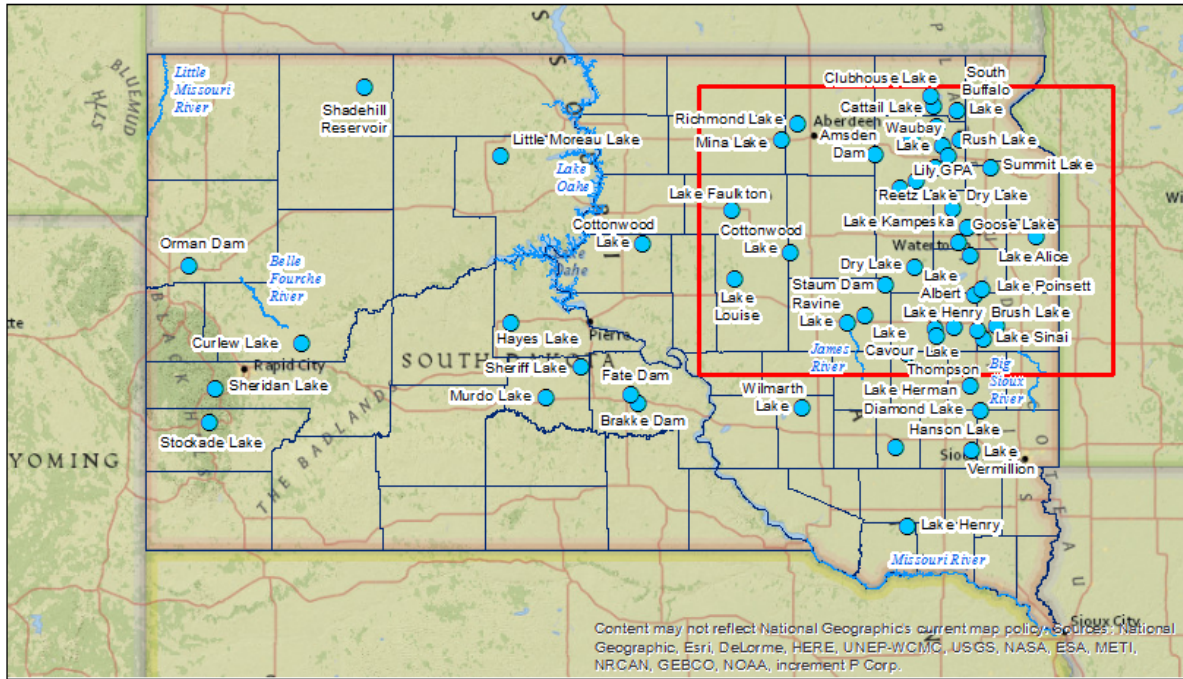 BLUEMUD
HILLS
Little
Missouri
River
Shadehill
Reservoir
Little Moreau Lake
Lake
Oahe
Clubhouse Lake
South
Buffalo
Lake
Cattail Lake
Richmond Lake
Aberdeen
Mina Lake
Amsden
Dam
Waubay
Lake
Rush Lake
Lily GPA
Summit Lake
Reetz Lake
Dry Lake
Lake Faulkton
Cottonwood
Lake
Cottonwood
Lake
Lake Kampeska
Goose Lake
Watertown
Lake Alice
Orman Dam
Belle
Fourche
River
Dry Lake
Lake
Albert
Lake Poinsett
Staum Dam
Lake
Louise
Ravine
Lake
Lake Henry
Brush Lake
Lake
Cavour
Lake Sinai
Lake
Thompson
James
River
Big
Sioux
River
Hayes Lake
Pierre
Curlew Lake
Rapid City
SOUTH DAKOTA
Sheriff Lake
Sheridan Lake
BLACK HILLS
Murdo Lake
Fate Dam
Brakke Dam
Wilmarth
Lake
Lake Herman
Diamond Lake
Hanson Lake
Stockade Lake
THE BADLANDS
YOMING
Sioux
Lake
Vermillion
Lake Henry
Missouri River
Sioux City
Content may not reflect National Geographic's current map policy. Sources: National
Geographic, Esri, DeLorme, HERE, UNEP-WCMC, USGS, NASA, ESA, METI,
NRCAN, GEBCO, NOAA, increment P Corp.